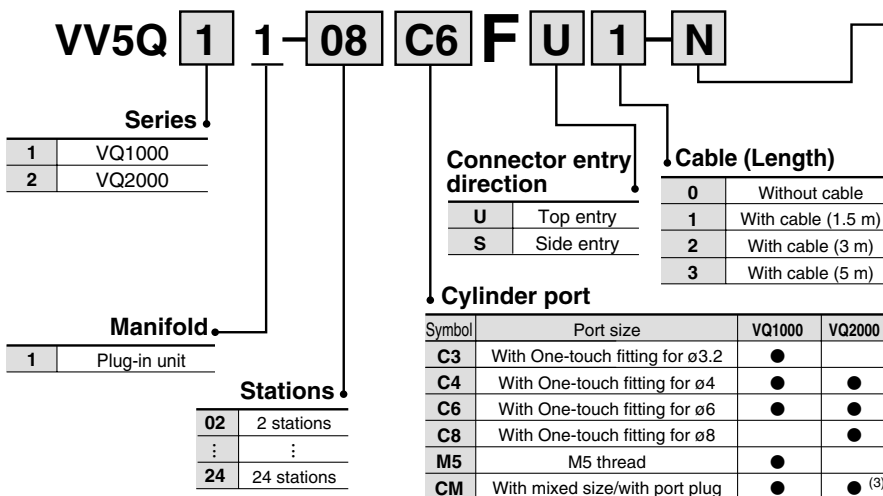 VV5Q 1 1-08 C6 F U 1-N
Series
1 VQ1000
2 VQ2000
Connector entry direction
U Top entry
S Side entry
Cable (Length)
0 Without cable
1 With cable (1.5 m)
2 With cable (3 m)
3 With cable (5 m)
Manifold
1 Plug-in unit
Stations
02 2 stations
⋮ ⋮
24 24 stations
Cylinder port
Symbol Port size VQ1000 VQ2000
C3 With One-touch fitting for ø3.2 ●
C4 With One-touch fitting for ø4 ● ●
C6 With One-touch fitting for ø6 ● ●
C8 With One-touch fitting for ø8 ●
M5 M5 thread ●
CM With mixed size/with port plug ● ● (3)